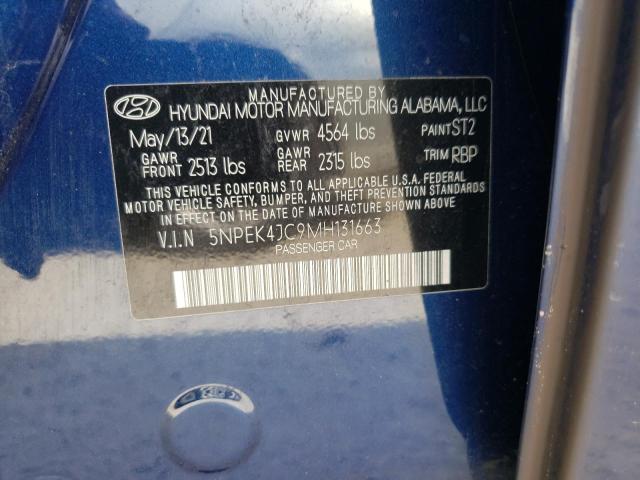 MANUFACTURED BY
HYUNDAI MOTOR MANUFACTURING ALABAMA, LLC
May/13/21 GVWR 4564 lbs PAINT ST2
GAWR FRONT 2513 lbs GAWR REAR 2315 lbs TRIM RBP
THIS VEHICLE CONFORMS TO ALL APPLICABLE U.S.A. FEDERAL
MOTOR VEHICLE SAFETY, BUMPER, AND THEFT PREVENTION STANDARDS
IN EFFECT ON THE DATE OF MANUFACTURE SHOWN ABOVE.
V.I.N 5NPEK4JC9MH131663
PASSENGER CAR